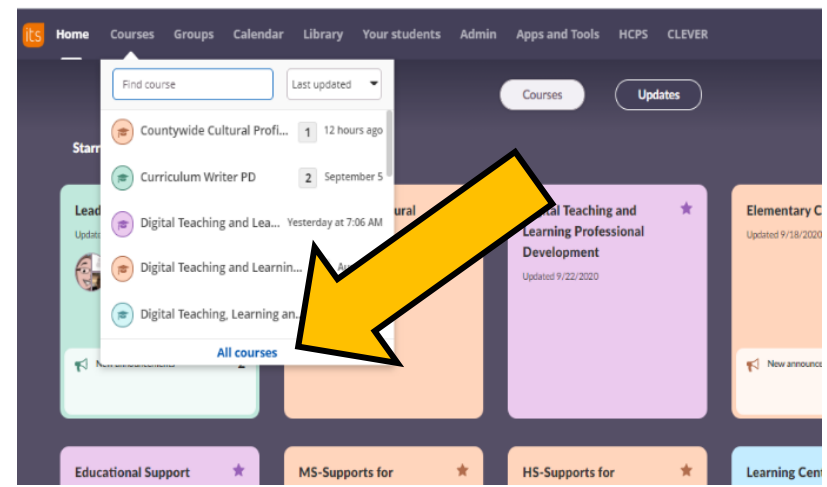 its Home Courses Groups Calendar Library Your students Admin Apps and Tools HCPS CLEVER
Find course Last updated
Courses Updates
Countywide Cultural Profi... 1 12 hours ago
Curriculum Writer PD 2 September 5
Digital Teaching and Lea... Yesterday at 7:06 AM
Digital Teaching and Learnin...
Digital Teaching, Learning an...
All courses
Teaching and
Learning Professional
Development
Updated 9/22/2020
Elementary C
Updated 9/18/2020
New announce
Educational Support
MS-Supports for
HS-Supports for
Learning Cent